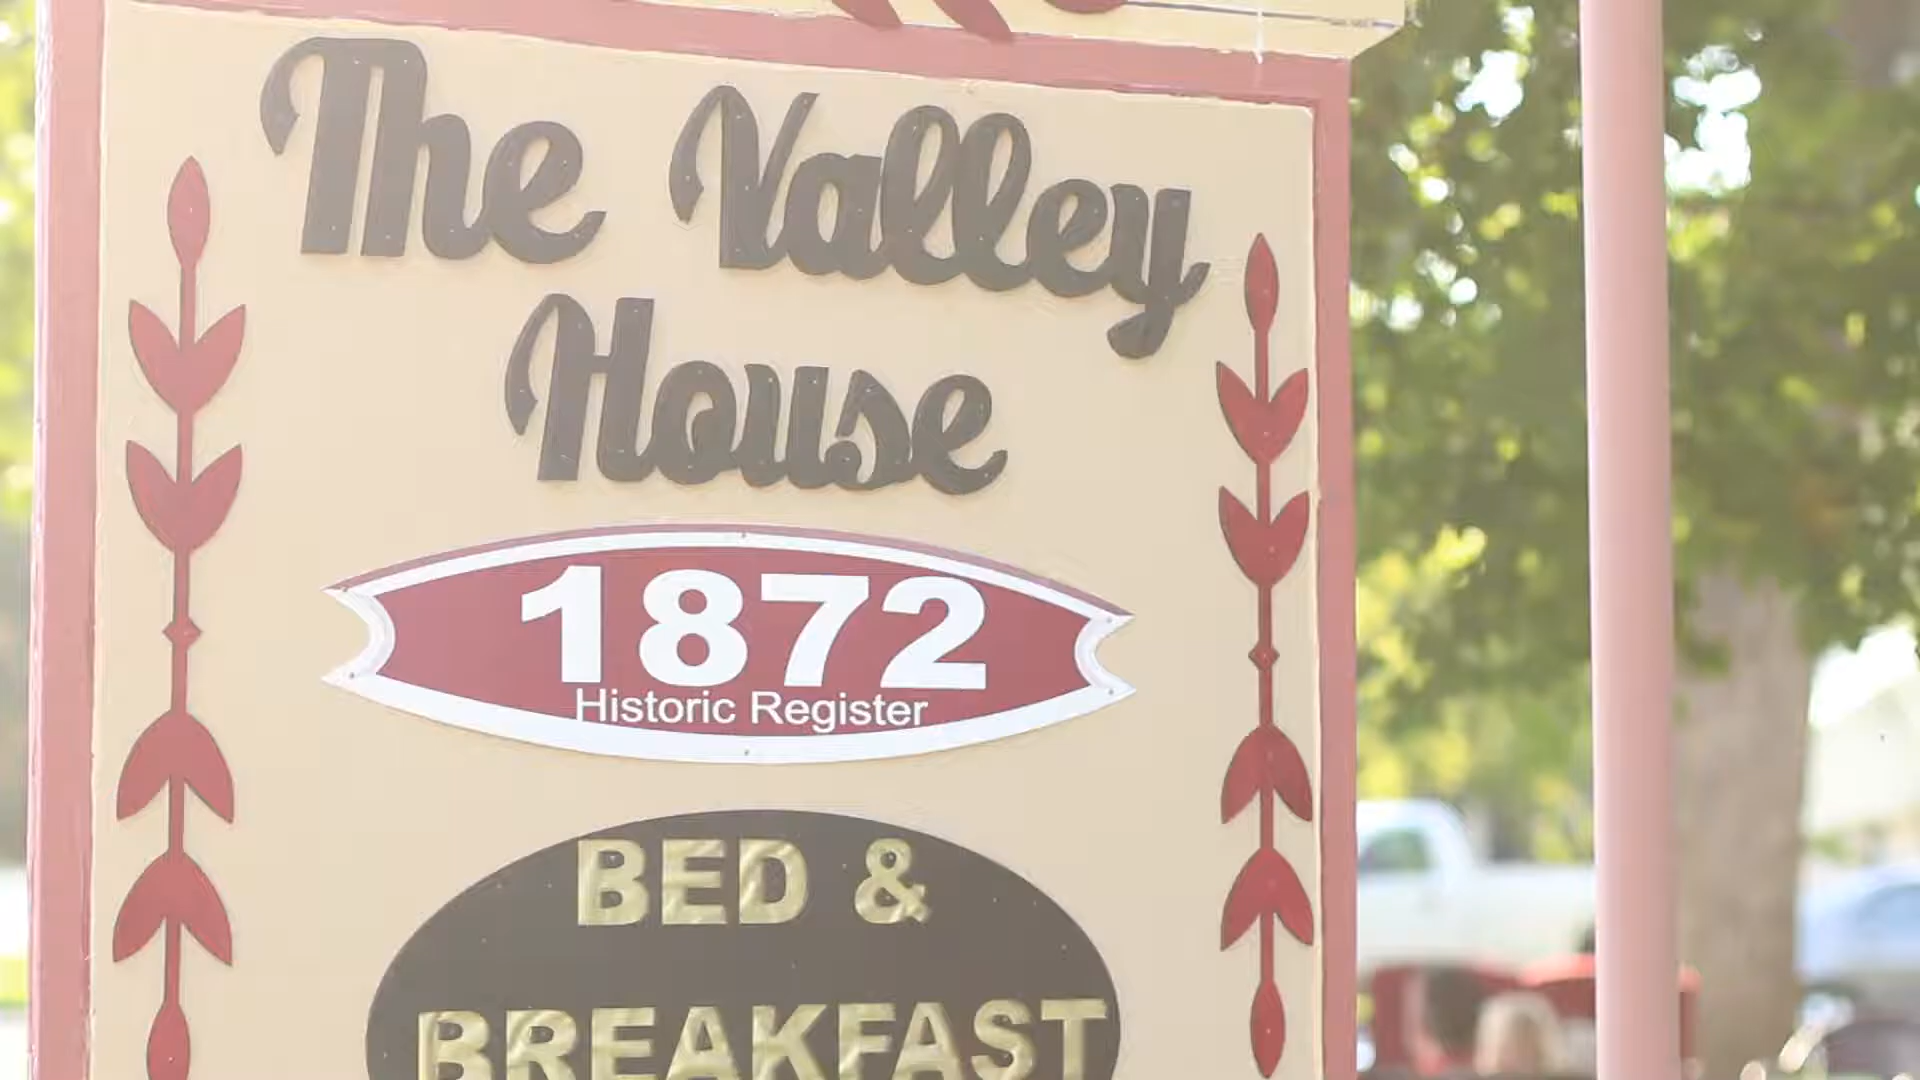 The Valley
House
1872
Historic Register
BED &
BREAKFAST